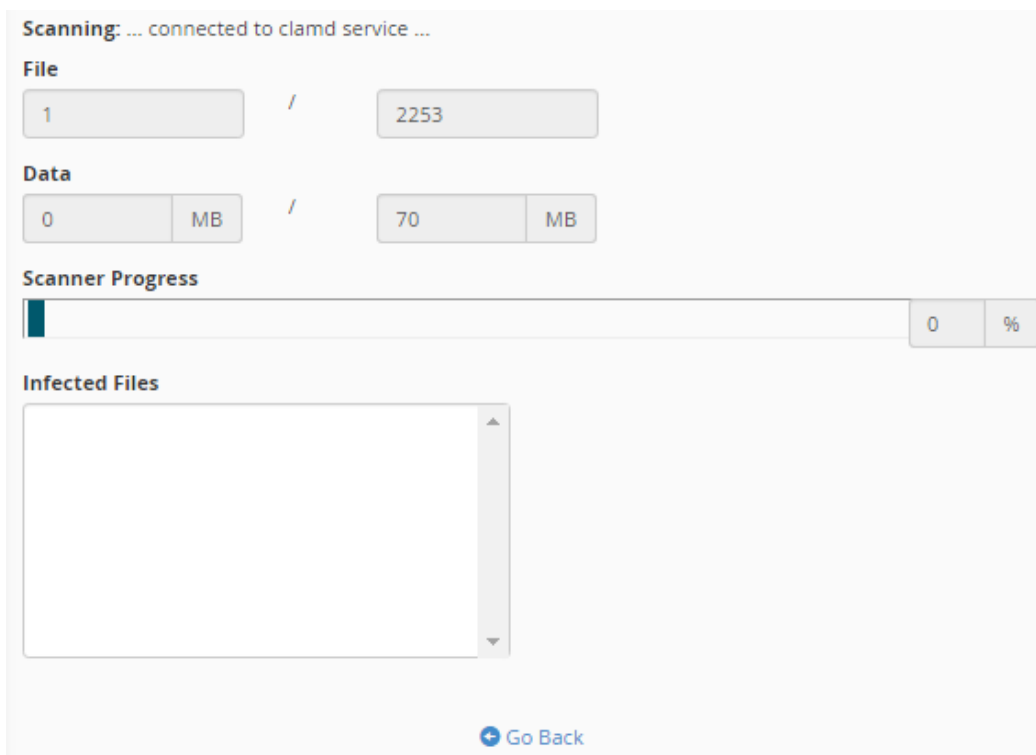 Scanning: ... connected to clamd service ...
File
1 / 2253
Data
0 MB / 70 MB
Scanner Progress
0 %
Infected Files
Go Back